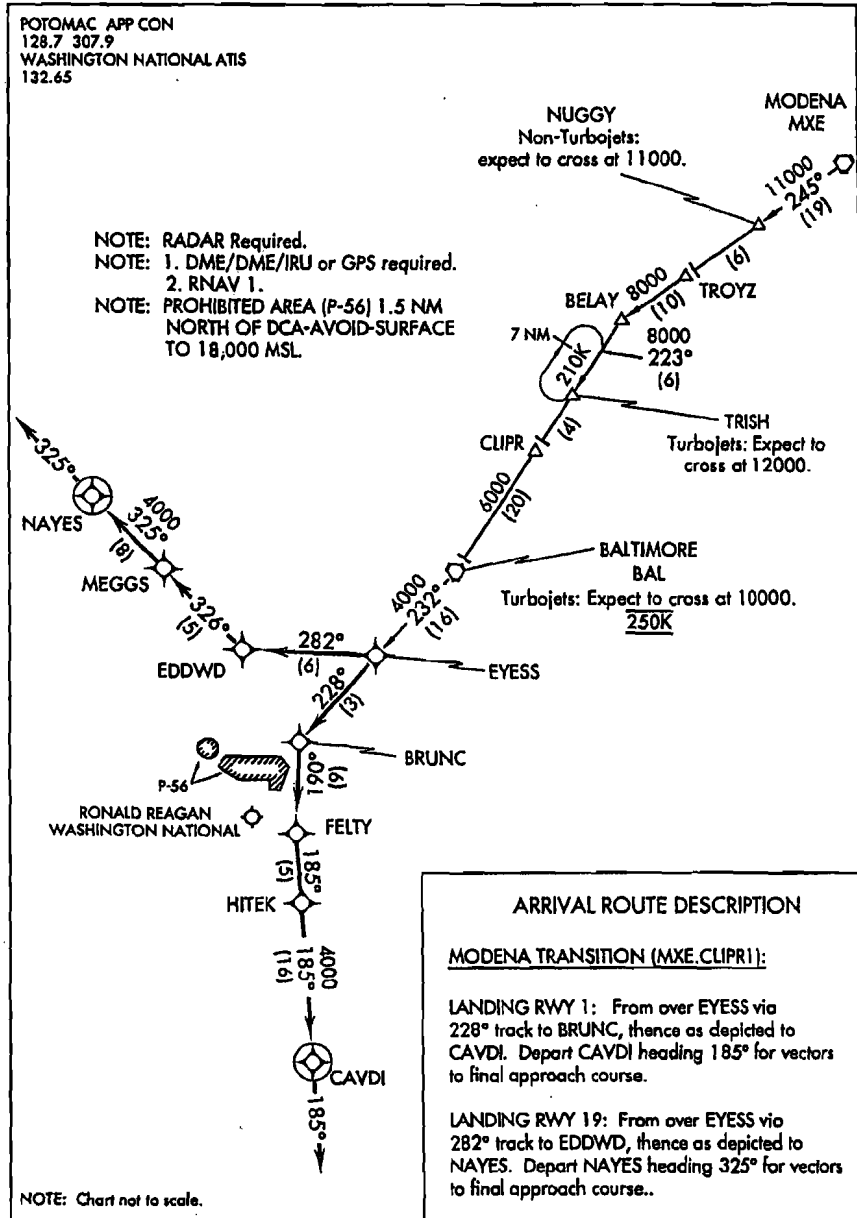 POTOMAC APP CON
128.7 307.9
WASHINGTON NATIONAL ATIS
132.65
MODENA
MXE
NUGGY
Non-Turbojets:
expect to cross at 11000.
11000
245°
(19)
(6)
TROYZ
NOTE: RADAR Required.
NOTE: 1. DME/DME/IRU or GPS required.
2. RNAV 1.
NOTE: PROHIBITED AREA (P-56) 1.5 NM
NORTH OF DCA-AVOID-SURFACE
TO 18,000 MSL.
8000
(10)
BELAY
7 NM
210K
8000
223°
(6)
TRISH
Turbojets: Expect to
cross at 12000.
(4)
CLIPR
6000
(20)
325°
NAYES
4000
325°
(8)
MEGGS
326°
(5)
EDDWD
BALTIMORE
BAL
Turbojets: Expect to cross at 10000.
250K
4000
232°
(16)
282°
(6)
EYESS
228°
(3)
BRUNC
190°
(6)
P-56
RONALD REAGAN
WASHINGTON NATIONAL
FELTY
185°
(5)
HITEK
4000
185°
(16)
CAVDI
185°
ARRIVAL ROUTE DESCRIPTION
MODENA TRANSITION (MXE.CLIPR1):
LANDING RWY 1: From over EYESS via
228° track to BRUNC, thence as depicted to
CAVDI. Depart CAVDI heading 185° for vectors
to final approach course.
LANDING RWY 19: From over EYESS via
282° track to EDDWD, thence as depicted to
NAYES. Depart NAYES heading 325° for vectors
to final approach course..
NOTE: Chart not to scale.